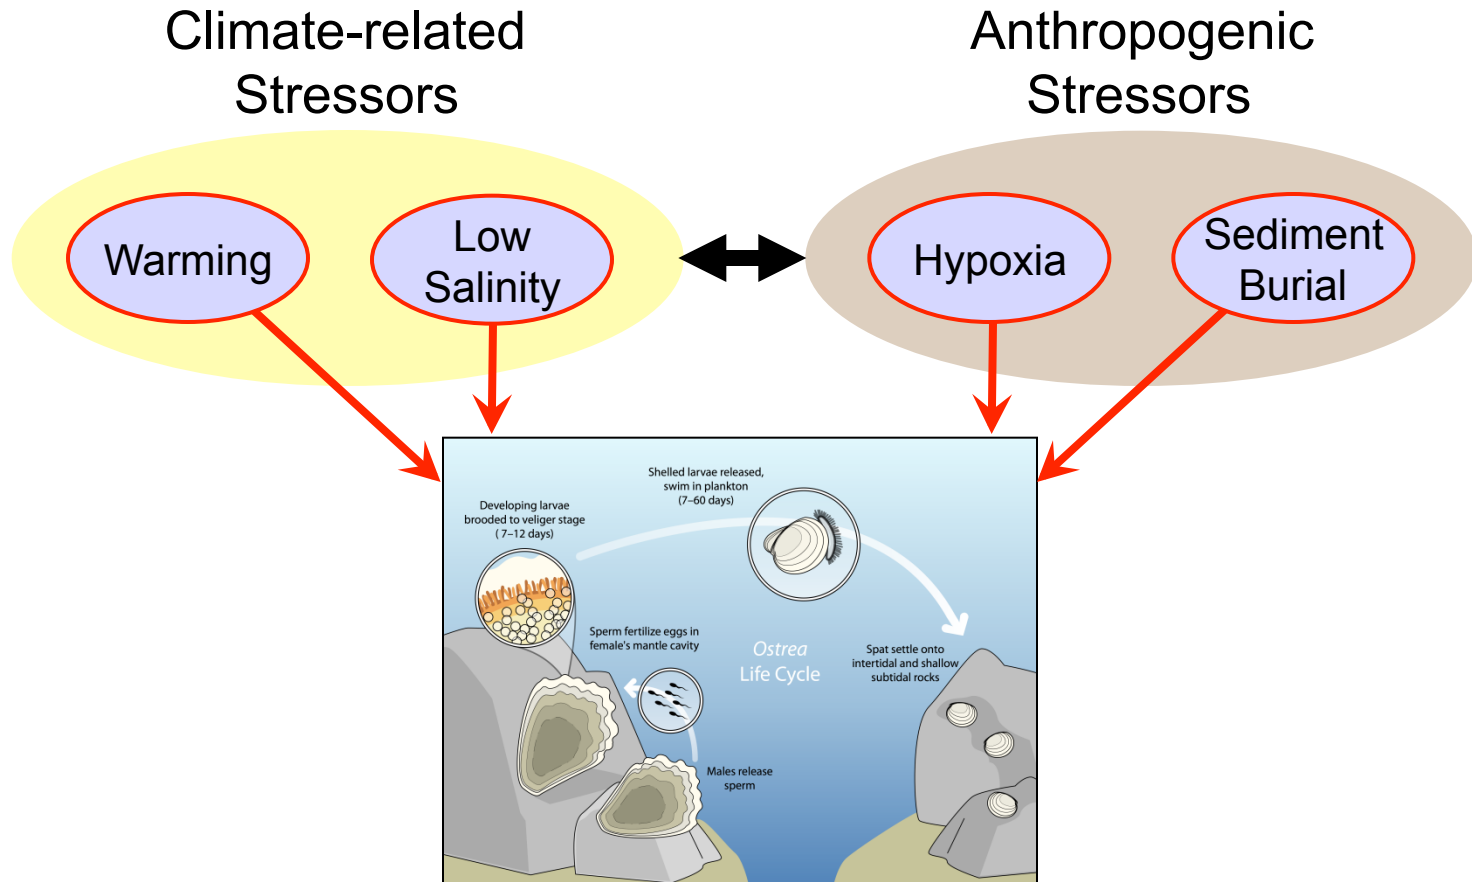 Climate-related
Stressors
Anthropogenic
Stressors
Warming
Low
Salinity
Hypoxia
Sediment
Burial
Shelled larvae released,
swim in plankton
(7–60 days)
Developing larvae
brooded to veliger stage
( 7–12 days)
Sperm fertilize eggs in
female's mantle cavity
Ostrea
Life Cycle
Spat settle onto
intertidal and shallow
subtidal rocks
Males release
sperm